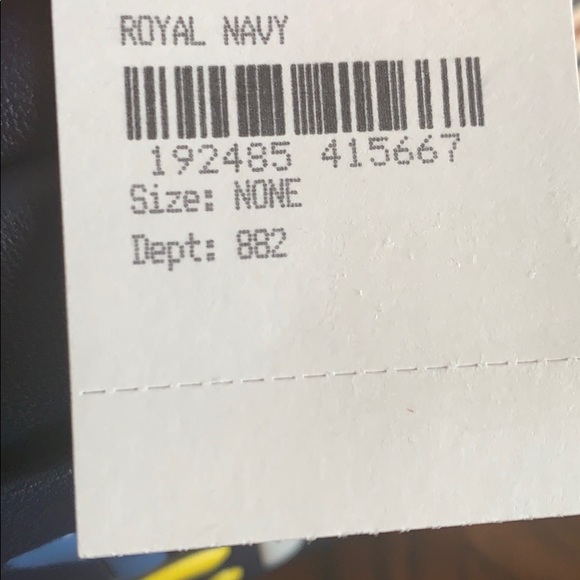 ROYAL NAVY
192485 415667
Size: NONE
Dept: 882